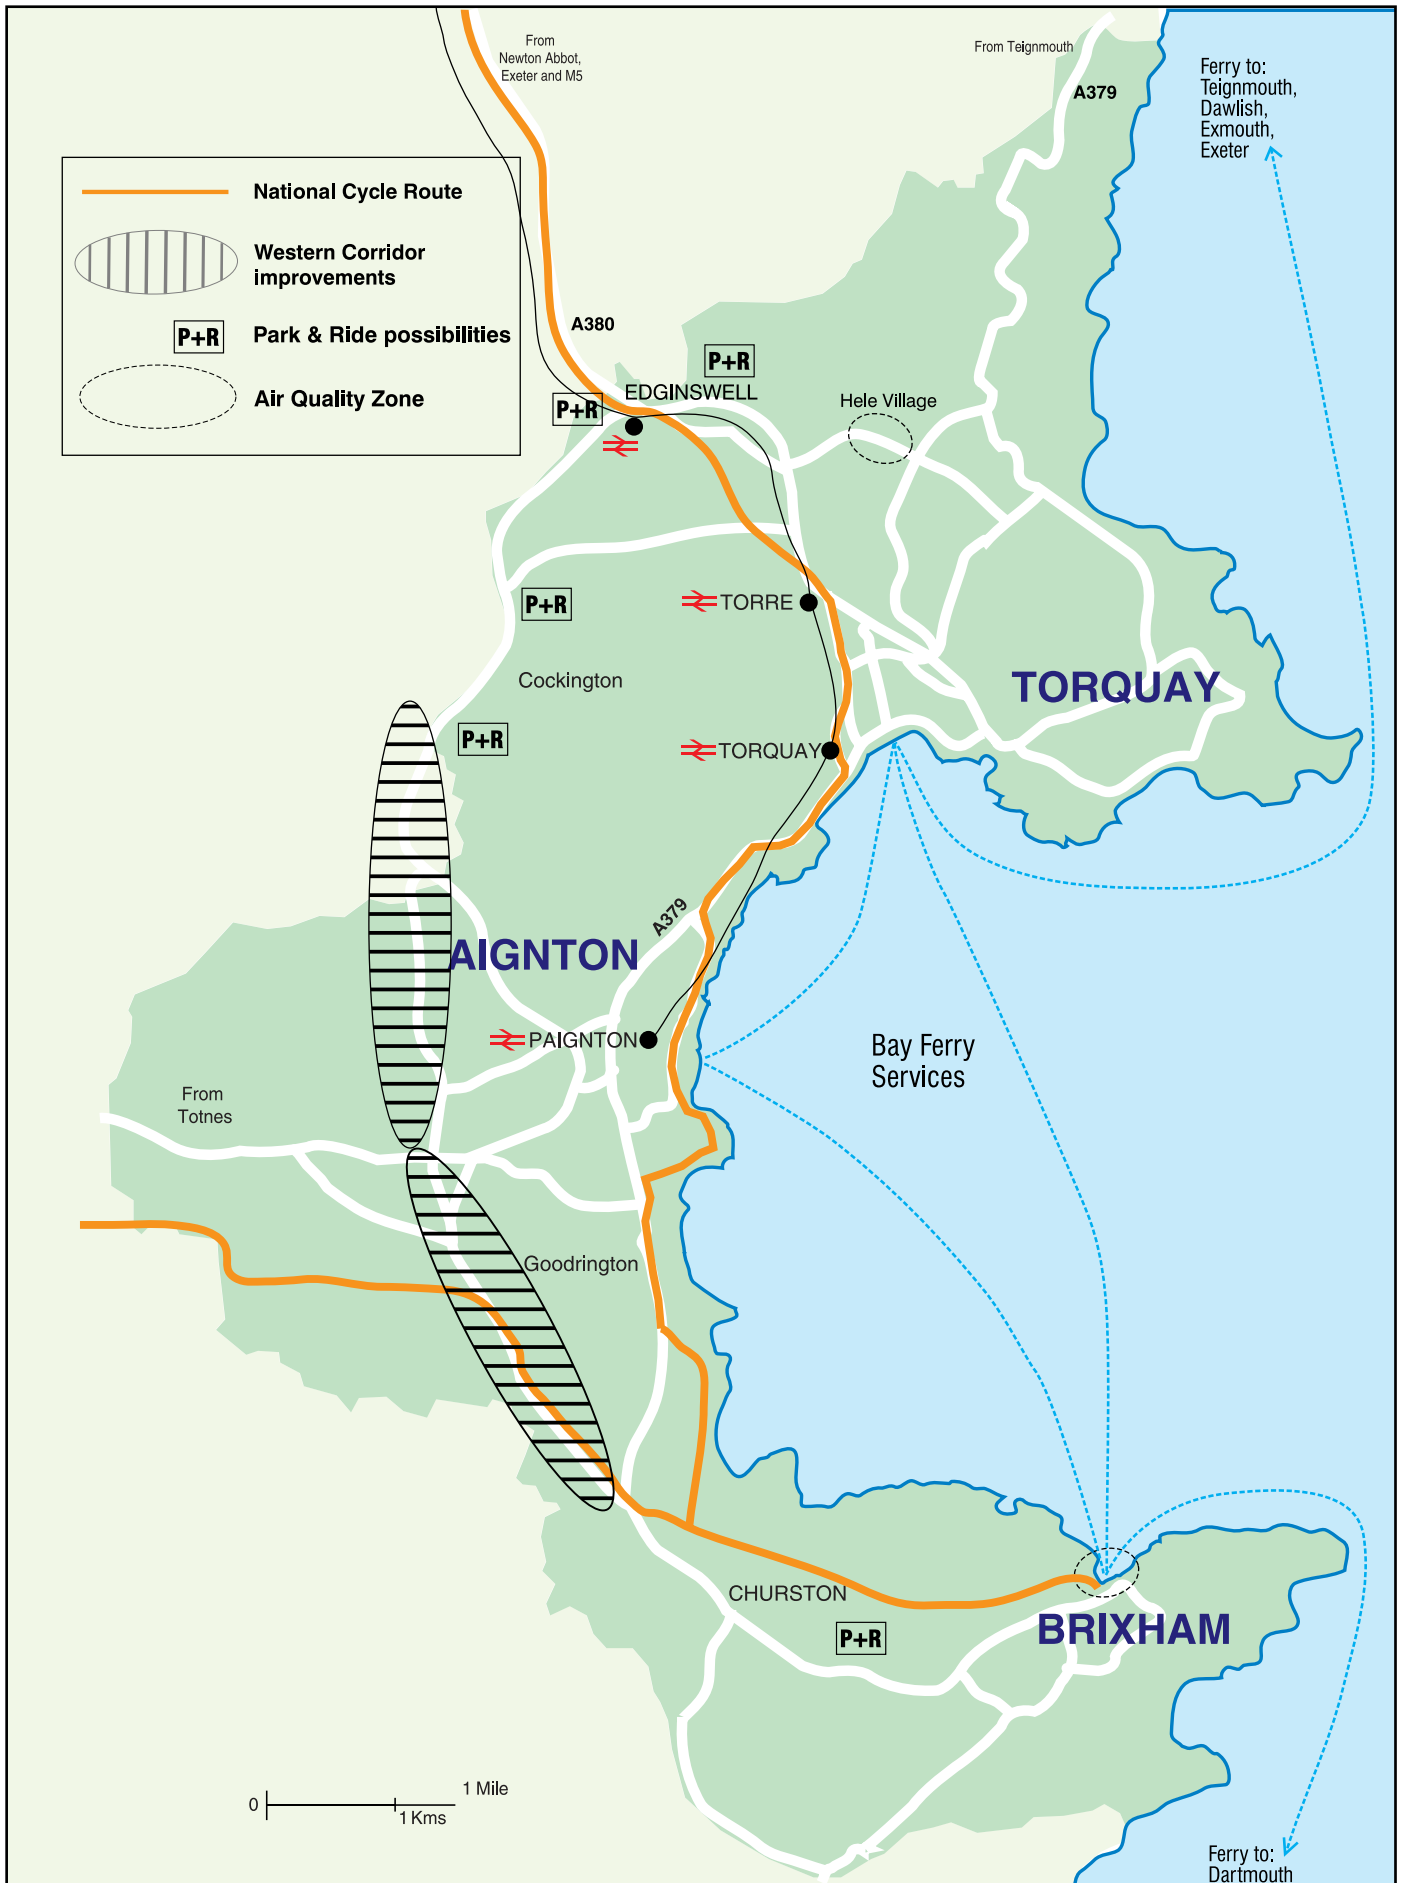 From
Newton Abbot,
Exeter and M5
From Teignmouth
A379
Ferry to:
Teignmouth,
Dawlish,
Exmouth,
Exeter
National Cycle Route
Western Corridor
improvements
P+R
Park & Ride possibilities
Air Quality Zone
A380
P+R
EDGINSWELL
P+R
Hele Village
P+R
TORRE
Cockington
TORQUAY
P+R
TORQUAY
A379
AIGNTON
PAIGNTON
Bay Ferry
Services
From
Totnes
Goodrington
CHURSTON
P+R
BRIXHAM
0
1 Mile
1 Kms
Ferry to:
Dartmouth